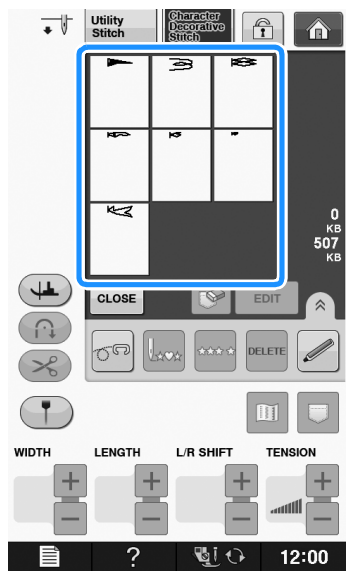 Utility
Stitch
Character
Decorative
Stitch
0
KB
507
KB
CLOSE
EDIT
DELETE
WIDTH
LENGTH
L/R SHIFT
TENSION
?
12:00